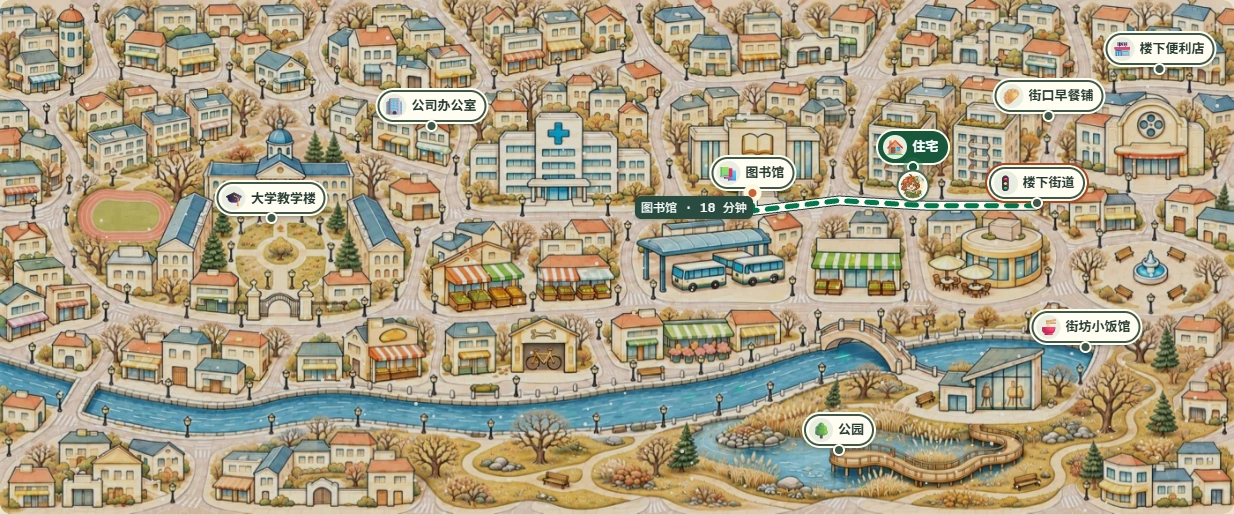 楼下便利店
街口早餐铺
公司办公室
住宅
图书馆
楼下街道
大学教学楼
图书馆 · 18 分钟
街坊小饭馆
公园